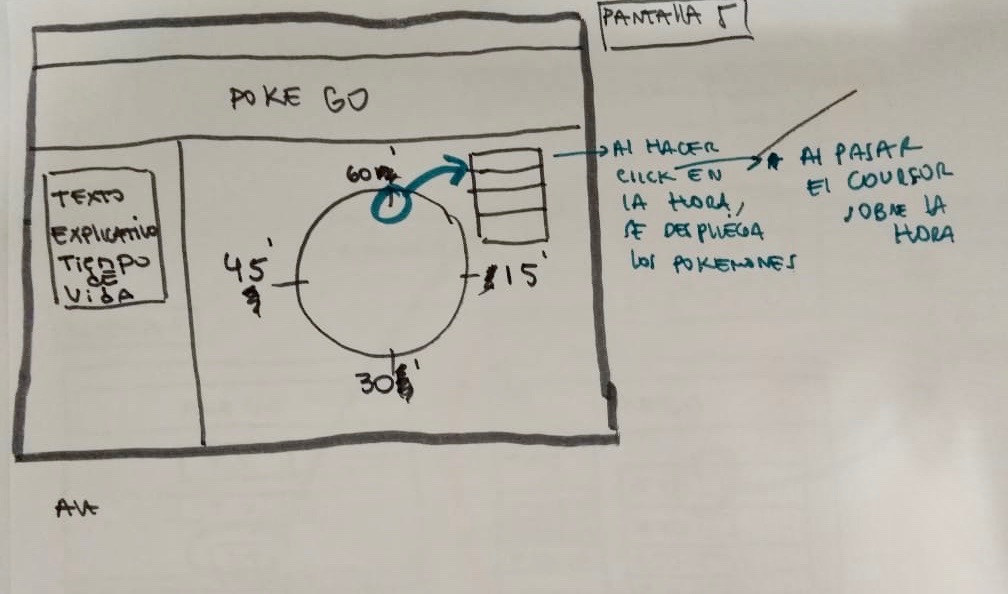 PANTALLA 5
POKE GO
TEXTO
EXPLICATIVO
TIEMPO
DE
VIDA
60'
45'
15'
30'
AL HACER
CLICK EN
LA HORA,
SE DESPLIEGA
LOS POKEMONES
AL PASAR
EL COURSOR
SOBRE LA
HORA